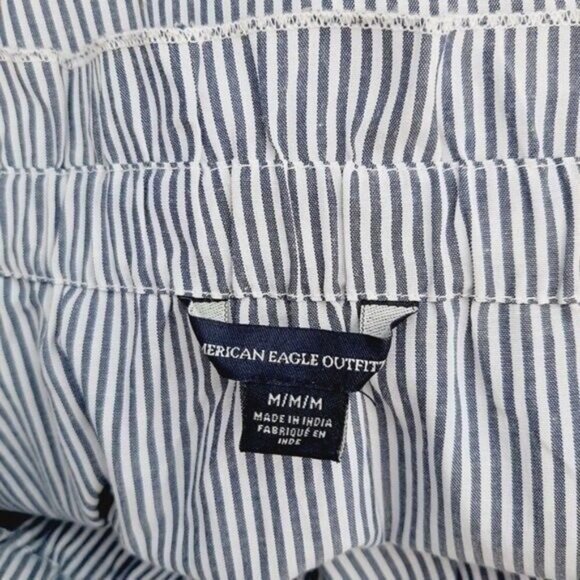 MERICAN EAGLE OUTFITT
M/M/M
MADE IN INDIA
FABRIQUÉ EN
INDE